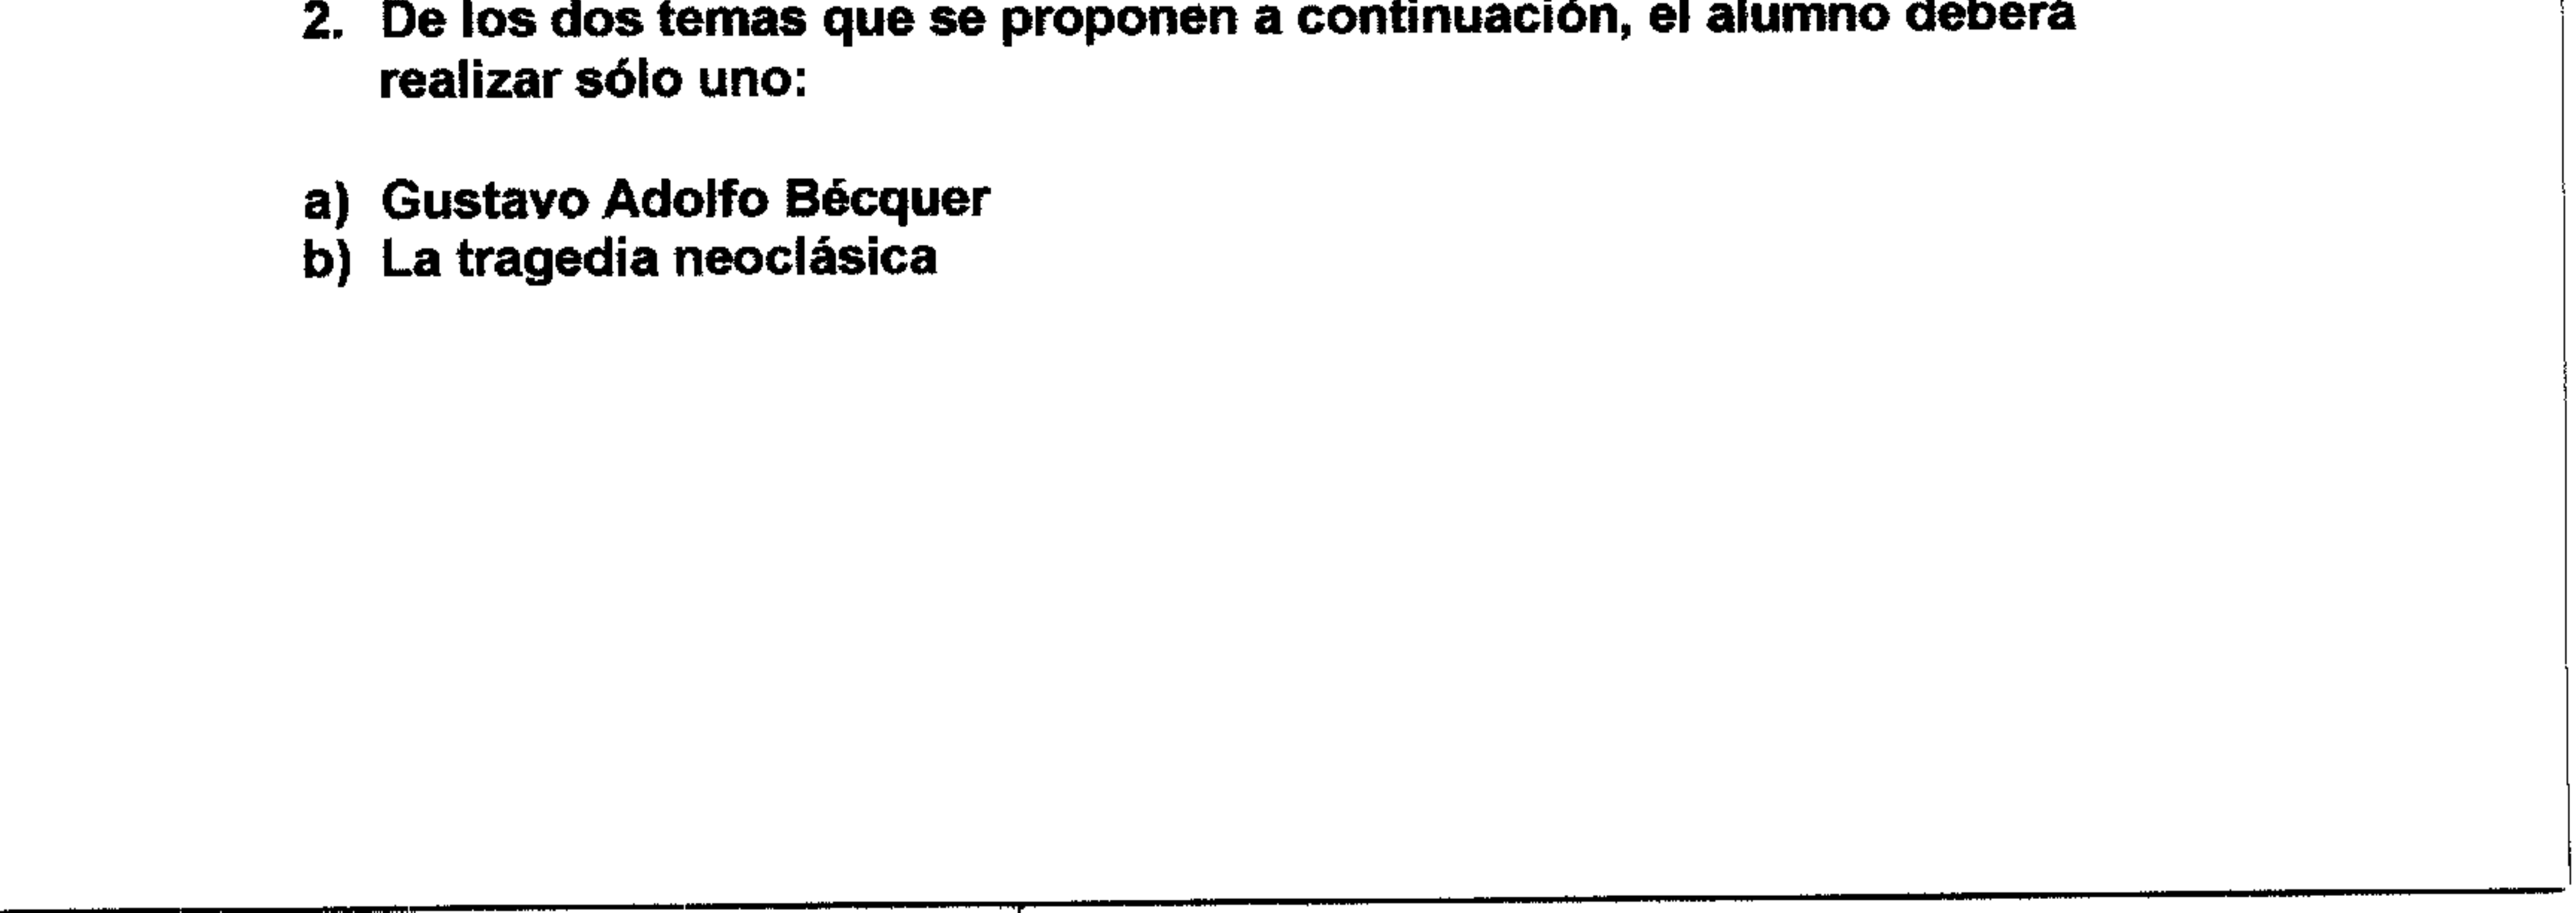 2. De los dos temas que se proponen a continuación, el alumno deberá
realizar sólo uno:
a) Gustavo Adolfo Bécquer
b) La tragedia neoclásica